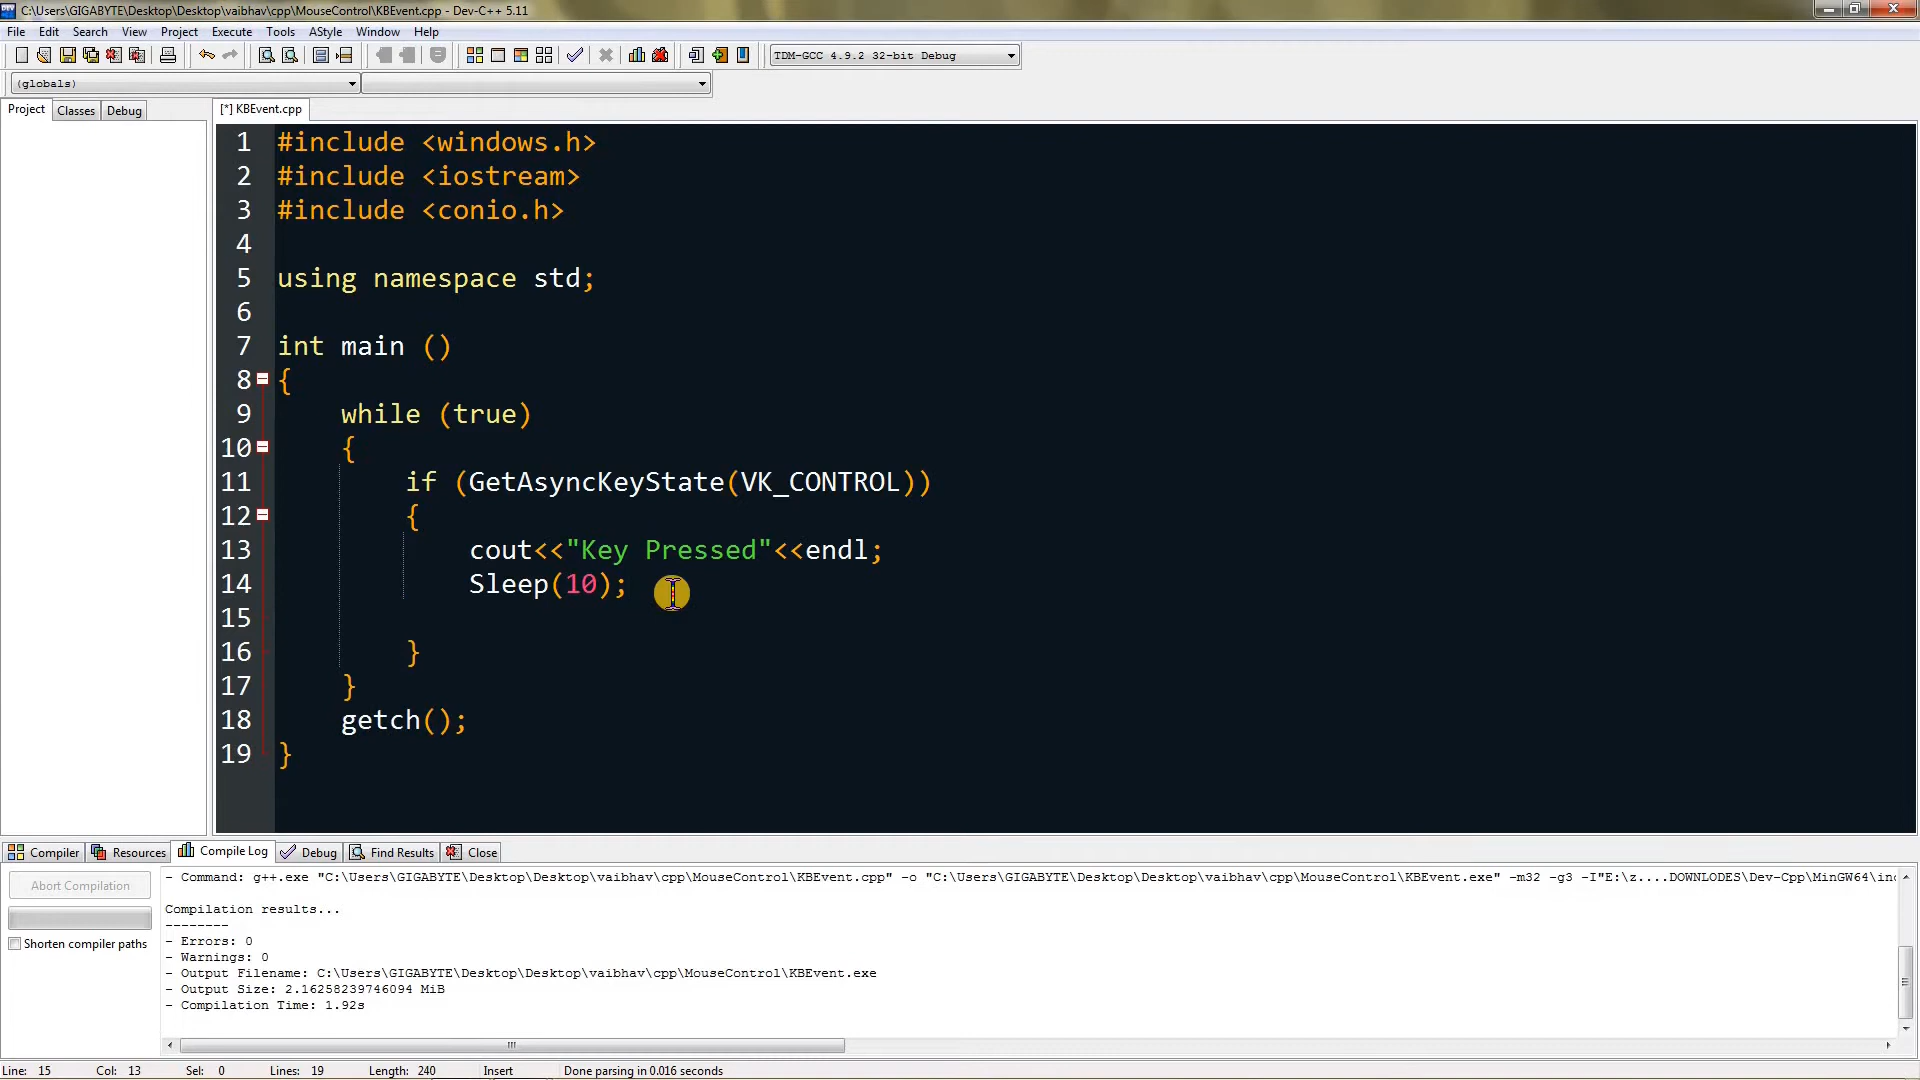 C:\Users\GIGABYTE\Desktop\Desktop\vaibhav\cpp\MouseControl\KBEvent.cpp - Dev-C++ 5.11
File Edit Search View Project Execute Tools AStyle Window Help
TDM-GCC 4.9.2 32-bit Debug
(globals)
Project Classes Debug [*] KBEvent.cpp
1 #include <windows.h>
2 #include <iostream>
3 #include <conio.h>
4
5 using namespace std;
6
7 int main ()
8 {
9 while (true)
10 {
11 if (GetAsyncKeyState(VK_CONTROL))
12 {
13 cout<<"Key Pressed"<<endl;
14 Sleep(10);
15
16 }
17 }
18 getch();
19 }
Compiler Resources Compile Log Debug Find Results Close
Abort Compilation
Shorten compiler paths
- Command: g++.exe "C:\Users\GIGABYTE\Desktop\Desktop\vaibhav\cpp\MouseControl\KBEvent.cpp" -o "C:\Users\GIGABYTE\Desktop\Desktop\vaibhav\cpp\MouseControl\KBEvent.exe" -m32 -g3 -I"E:\z....DOWNLODES\Dev-Cpp\MinGW64\inc
Compilation results...
--------
- Errors: 0
- Warnings: 0
- Output Filename: C:\Users\GIGABYTE\Desktop\Desktop\vaibhav\cpp\MouseControl\KBEvent.exe
- Output Size: 2.16258239746094 MiB
- Compilation Time: 1.92s
Line: 15 Col: 13 Sel: 0 Lines: 19 Length: 240 Insert Done parsing in 0.016 seconds